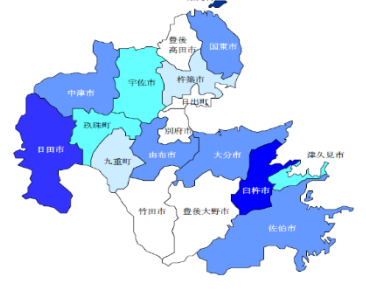 豊後
高田市
国東市
宇佐市
杵築市
中津市
日出町
玖珠町
別府市
日田市
九重町
由布市
大分市
津久見市
臼杵市
竹田市
豊後大野市
佐伯市